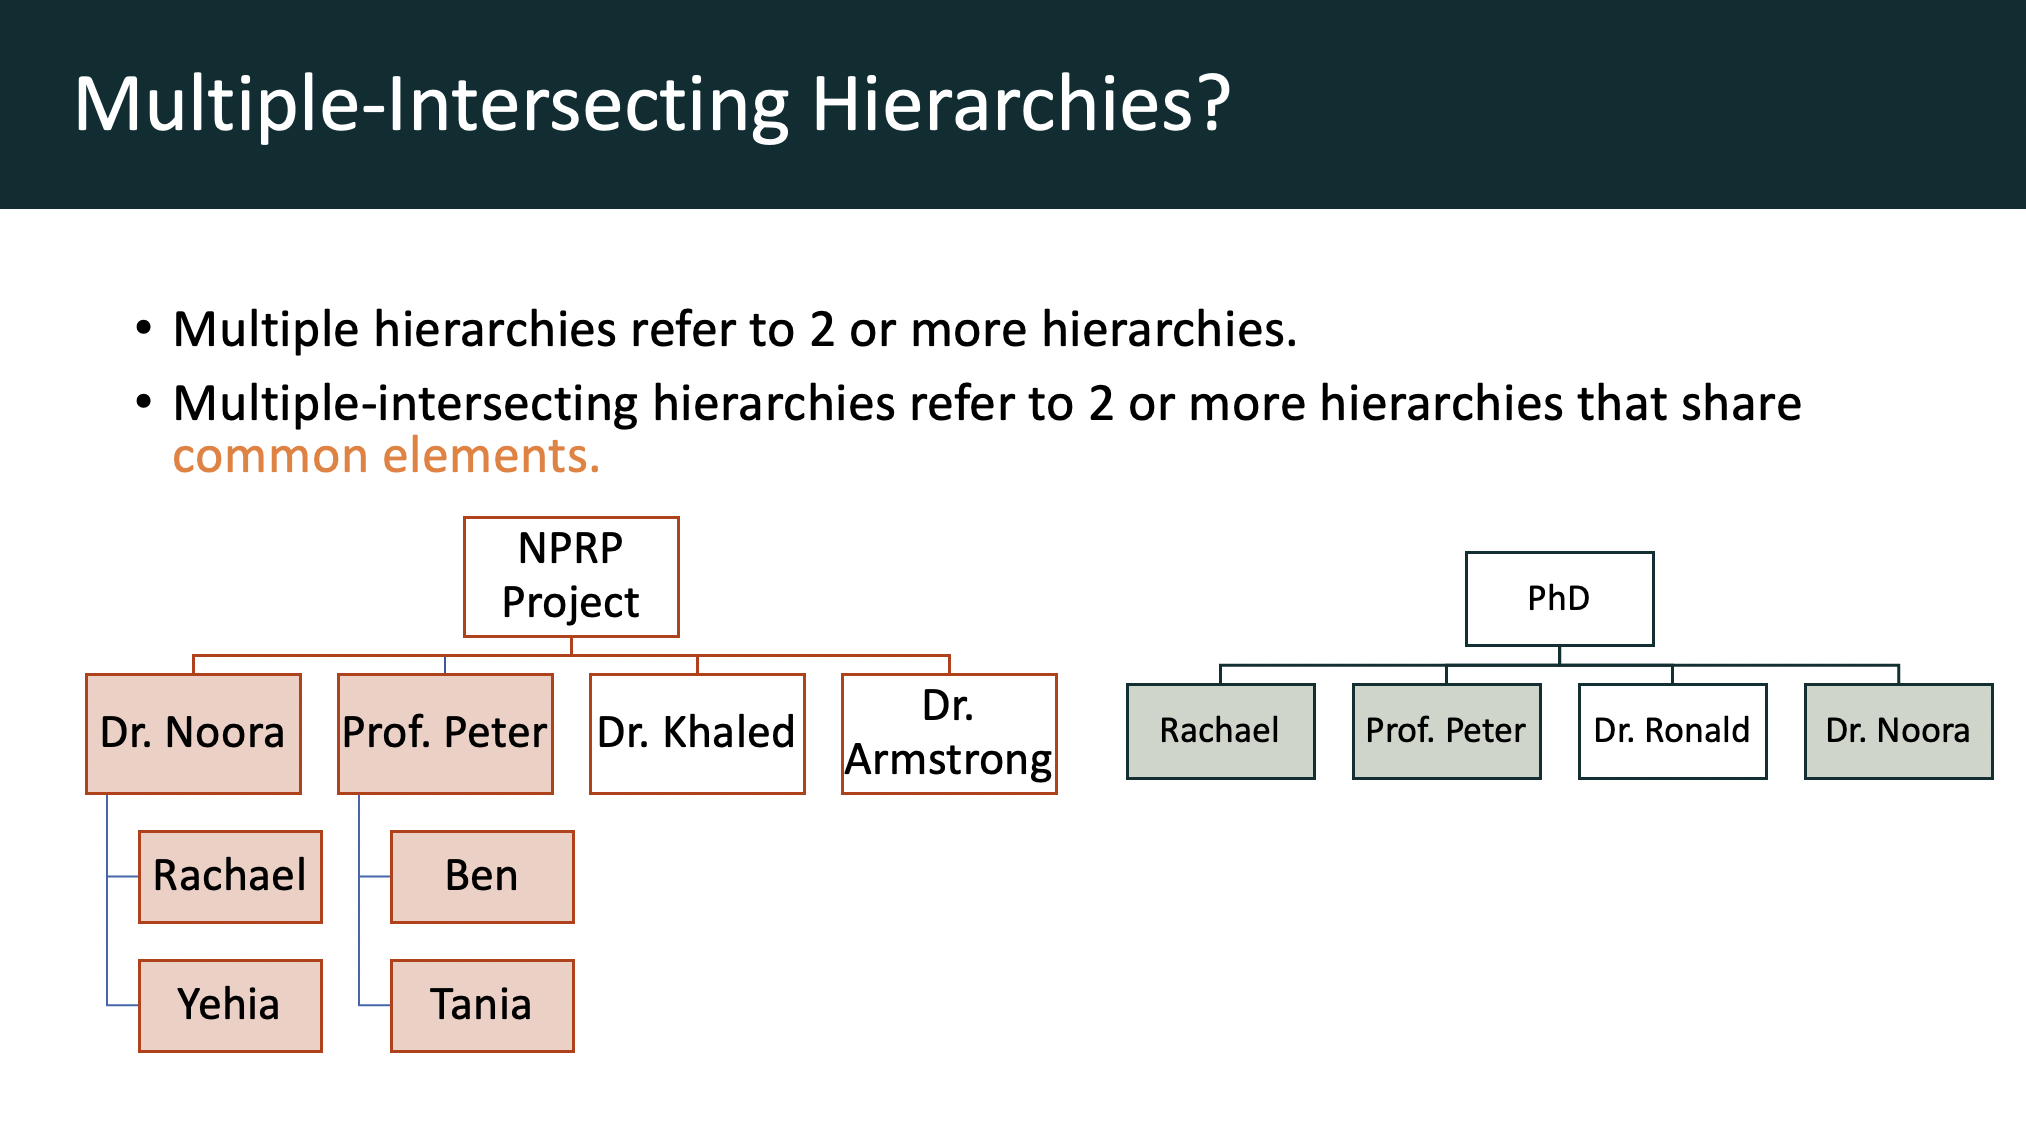 Multiple-Intersecting Hierarchies?
• Multiple hierarchies refer to 2 or more hierarchies.
• Multiple-intersecting hierarchies refer to 2 or more hierarchies that share
common elements.
NPRP
Project
Dr. Noora
Prof. Peter
Dr. Khaled
Dr.
Armstrong
Rachael
Ben
Yehia
Tania
PhD
Rachael
Prof. Peter
Dr. Ronald
Dr. Noora